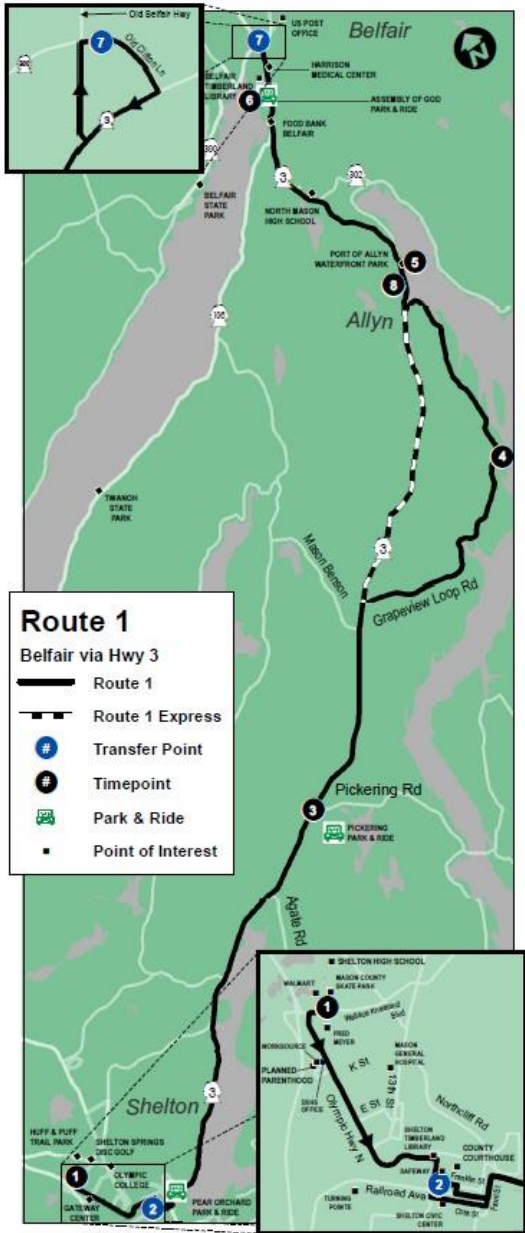 Old Belfair Hwy
Old Clifton Ln
7
300
3
Belfair
US POST
OFFICE
7
HARRISON
MEDICAL CENTER
BELFAIR
TIMBERLAND
LIBRARY
6
ASSEMBLY OF GOD
PARK & RIDE
FOOD BANK
BELFAIR
300
3
302
BELFAIR
STATE
PARK
NORTH MASON
HIGH SCHOOL
PORT OF ALLYN
WATERFRONT PARK
5
8
Allyn
106
4
TWANOH
STATE
PARK
3
Mason Benson
Grapeview Loop Rd
Route 1
Belfair via Hwy 3
Route 1
Route 1 Express
# Transfer Point
# Timepoint
Park & Ride
Point of Interest
Pickering Rd
3
PICKERING
PARK & RIDE
Agate Rd
3
Shelton
HUFF & PUFF
TRAIL PARK
SHELTON SPRINGS
DISC GOLF
1
OLYMPIC
COLLEGE
GATEWAY
CENTER
2
PEAR ORCHARD
PARK & RIDE
SHELTON HIGH SCHOOL
WALMART
MASON COUNTY
SKATE PARK
1
Wallace Kneeland
Blvd
FRED
MEYER
WORKSOURCE
PLANNED
PARENTHOOD
DSHS
OFFICE
K St
MASON
GENERAL
HOSPITAL
13th St
E St
Olympic Hwy N
Northcliff Rd
SHELTON
TIMBERLAND
LIBRARY
COUNTY
COURTHOUSE
SAFEWAY
2
Franklin St
Front St
Railroad Ave
TURNING
POINTE
SHELTON CIVIC
CENTER
Cota St